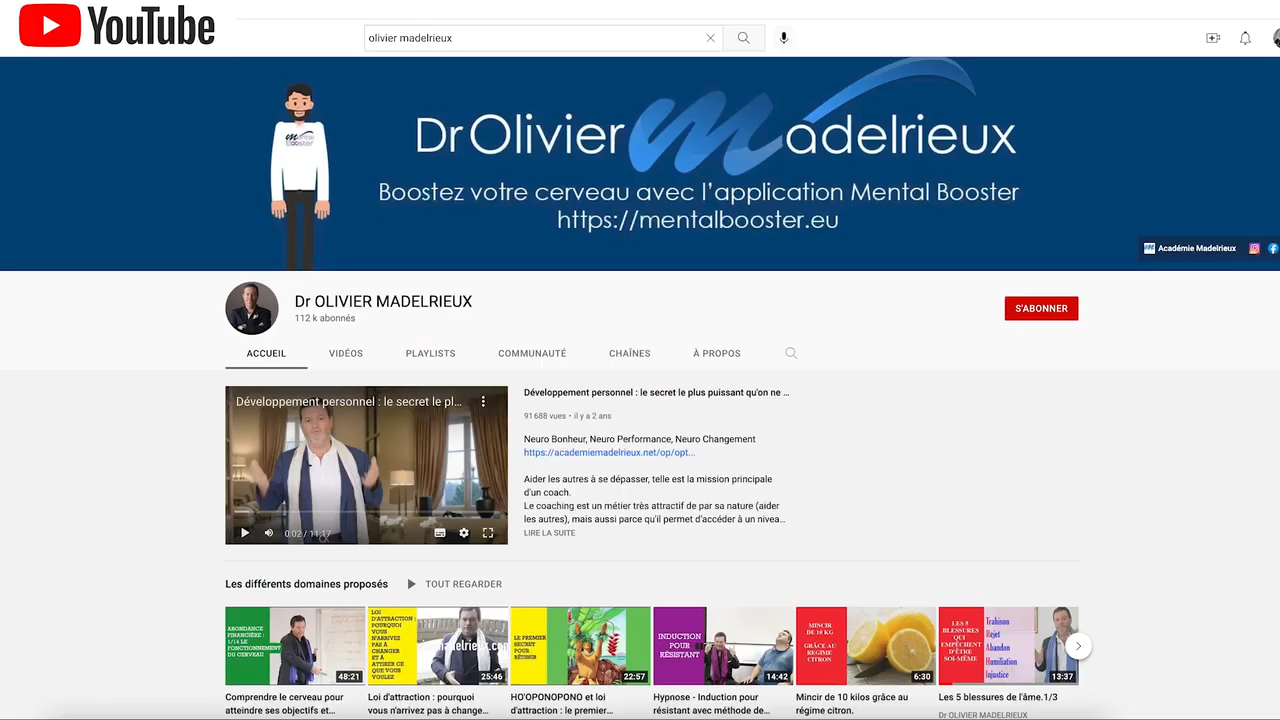 YouTube
olivier madelrieux
Dr Olivier Madelrieux
Boostez votre cerveau avec l'application Mental Booster
https://mentalbooster.eu
Mental
Booster
Académie Madelrieux
Dr OLIVIER MADELRIEUX
112 k abonnés
S'ABONNER
ACCUEIL VIDÉOS PLAYLISTS COMMUNAUTÉ CHAÎNES À PROPOS
Développement personnel : le secret le pl...
0:02 / 11:17
Développement personnel : le secret le plus puissant qu'on ne ...
91 688 vues • il y a 2 ans
Neuro Bonheur, Neuro Performance, Neuro Changement
https://academiemadelrieux.net/op/opt...
Aider les autres à se dépasser, telle est la mission principale
d'un coach.
Le coaching est un métier très attractif de par sa nature (aider
les autres), mais aussi parce qu'il permet d'accéder à un nivea...
LIRE LA SUITE
Les différents domaines proposés TOUT REGARDER
ABONDANCE
FINANCIÈRE :
1/14 LE
FONCTIONNEMENT
DU CERVEAU
48:21
LOI
D'ATTRACTION
POURQUOI
VOUS
N'ARRIVEZ
PAS À
CHANGER
ET À
ATTIRER CE
QUE VOUS
VOULEZ
madelrieux.com
25:46
LE PREMIER
SECRET
POUR
RÉUSSIR
22:57
INDUCTION
POUR
RÉSISTANT
14:42
MINCIR
DE 10 KG
GRÂCE AU
REGIME
CITRON
6:30
LES 5
BLESSURES
QUI
EMPÊCHENT
D'ÊTRE
SOI-MÊME
Trahison
Rejet
Abandon
Humiliation
Injustice
13:37
Comprendre le cerveau pour
atteindre ses objectifs et...
Loi d'attraction : pourquoi
vous n'arrivez pas à change...
HO'OPONOPONO et loi
d'attraction : le premier...
Hypnose - Induction pour
résistant avec méthode de...
Mincir de 10 kilos grâce au
régime citron.
Les 5 blessures de l'âme.1/3
Dr OLIVIER MADELRIEUX